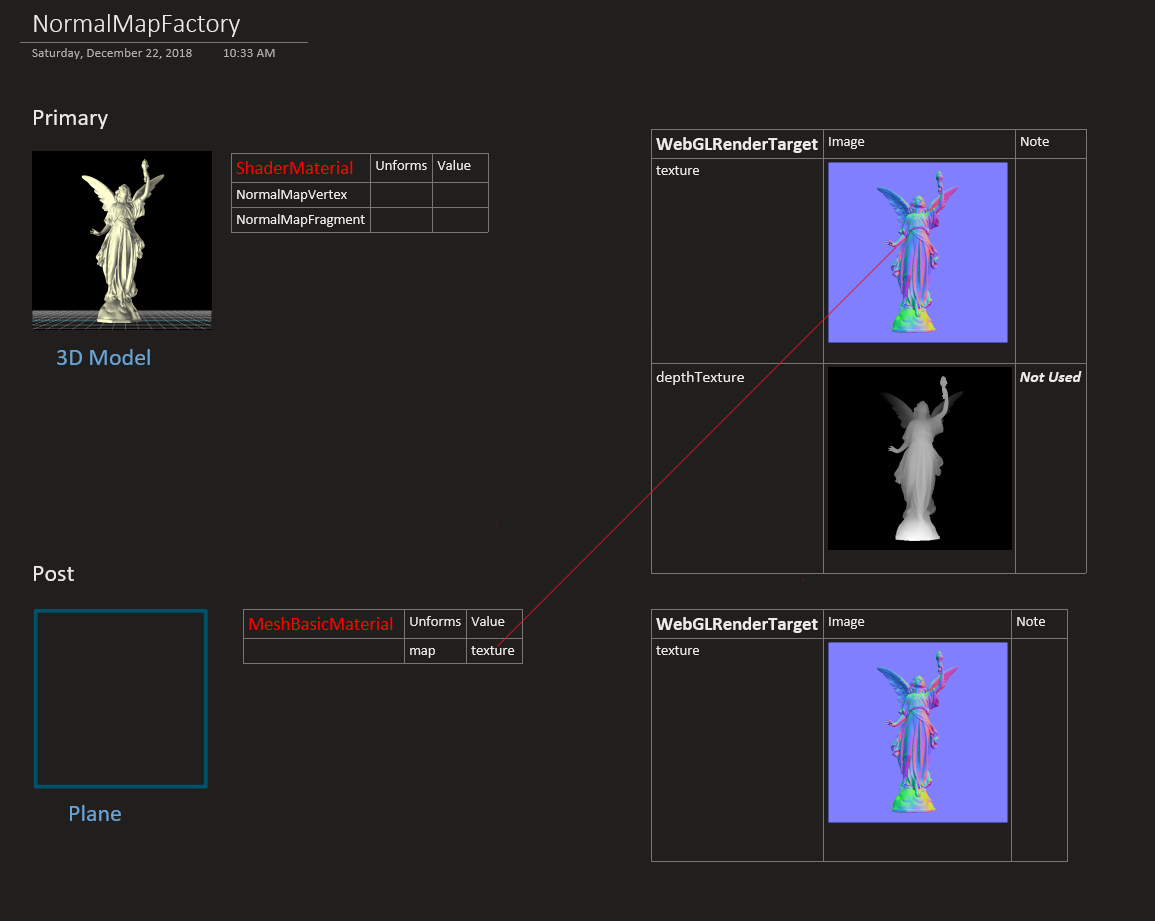 NormalMapFactory
Saturday, December 22, 2018 10:33 AM
Primary
ShaderMaterial Unforms Value
NormalMapVertex
NormalMapFragment
3D Model
WebGLRenderTarget Image Note
texture
depthTexture Not Used
Post
MeshBasicMaterial Unforms Value
map texture
Plane
WebGLRenderTarget Image Note
texture